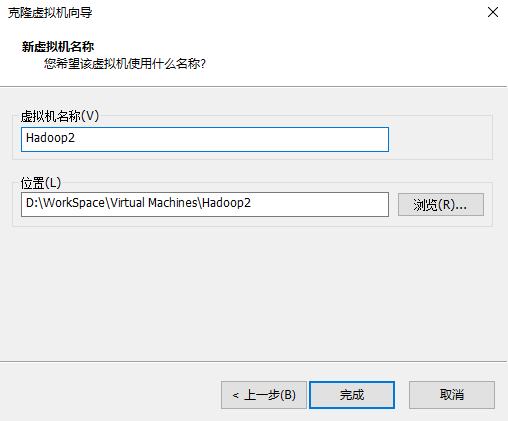 克隆虚拟机向导
新虚拟机名称
您希望该虚拟机使用什么名称?
虚拟机名称(V)
Hadoop2
位置(L)
D:\WorkSpace\Virtual Machines\Hadoop2
浏览(R)...
< 上一步(B)
完成
取消